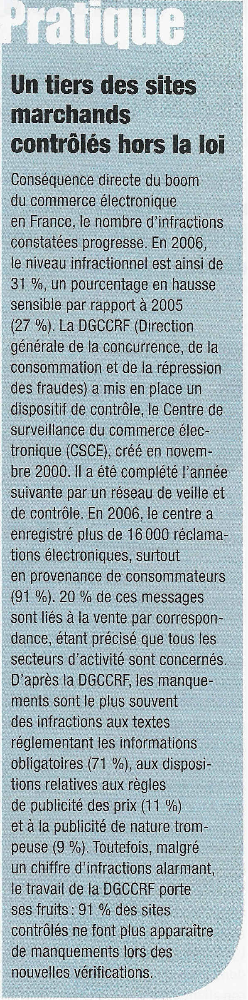 Pratique
Un tiers des sites
marchands
contrôlés hors la loi
Conséquence directe du boom
du commerce électronique
en France, le nombre d'infractions
constatées progresse. En 2006,
le niveau infractionnel est ainsi de
31 %, un pourcentage en hausse
sensible par rapport à 2005
(27 %). La DGCCRF (Direction
générale de la concurrence, de la
consommation et de la répression
des fraudes) a mis en place un
dispositif de contrôle, le Centre de
surveillance du commerce élec-
tronique (CSCE), créé en novem-
bre 2000. Il a été complété l'année
suivante par un réseau de veille et
de contrôle. En 2006, le centre a
enregistré plus de 16 000 réclama-
tions électroniques, surtout
en provenance de consommateurs
(91 %). 20 % de ces messages
sont liés à la vente par correspon-
dance, étant précisé que tous les
secteurs d'activité sont concernés.
D'après la DGCCRF, les manque-
ments sont le plus souvent
des infractions aux textes
réglementant les informations
obligatoires (71 %), aux disposi-
tions relatives aux règles
de publicité des prix (11 %)
et à la publicité de nature trom-
peuse (9 %). Toutefois, malgré
un chiffre d'infractions alarmant,
le travail de la DGCCRF porte
ses fruits : 91 % des sites
contrôlés ne font plus apparaître
de manquements lors des
nouvelles vérifications.